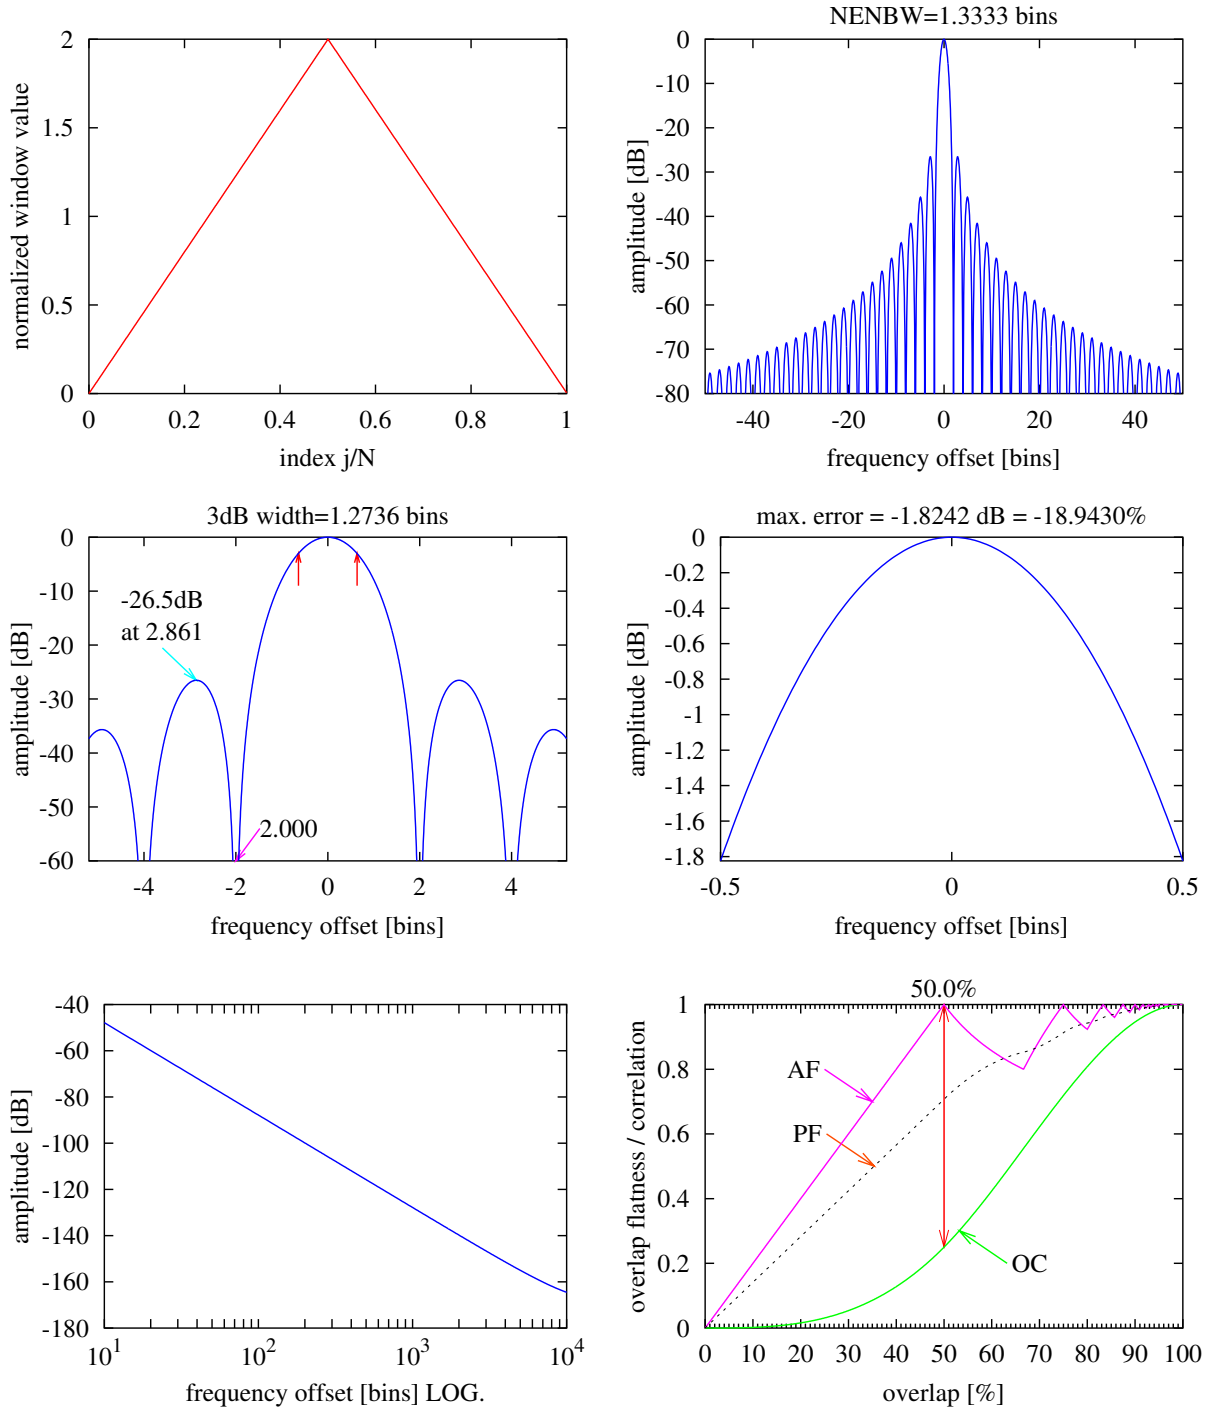 normalized window value
2
1.5
1
0.5
0
0 0.2 0.4 0.6 0.8 1
index j/N
NENBW=1.3333 bins
amplitude [dB]
0
-10
-20
-30
-40
-50
-60
-70
-80
-40 -20 0 20 40
frequency offset [bins]
3dB width=1.2736 bins
amplitude [dB]
0
-10
-20
-30
-40
-50
-60
-26.5dB
at 2.861
2.000
-4 -2 0 2 4
frequency offset [bins]
max. error = -1.8242 dB = -18.9430%
amplitude [dB]
0
-0.2
-0.4
-0.6
-0.8
-1
-1.2
-1.4
-1.6
-1.8
-0.5 0 0.5
frequency offset [bins]
amplitude [dB]
-40
-60
-80
-100
-120
-140
-160
-180
10¹ 10² 10³ 10⁴
frequency offset [bins] LOG.
50.0%
overlap flatness / correlation
1
0.8
0.6
0.4
0.2
0
AF
PF
OC
0 10 20 30 40 50 60 70 80 90 100
overlap [%]